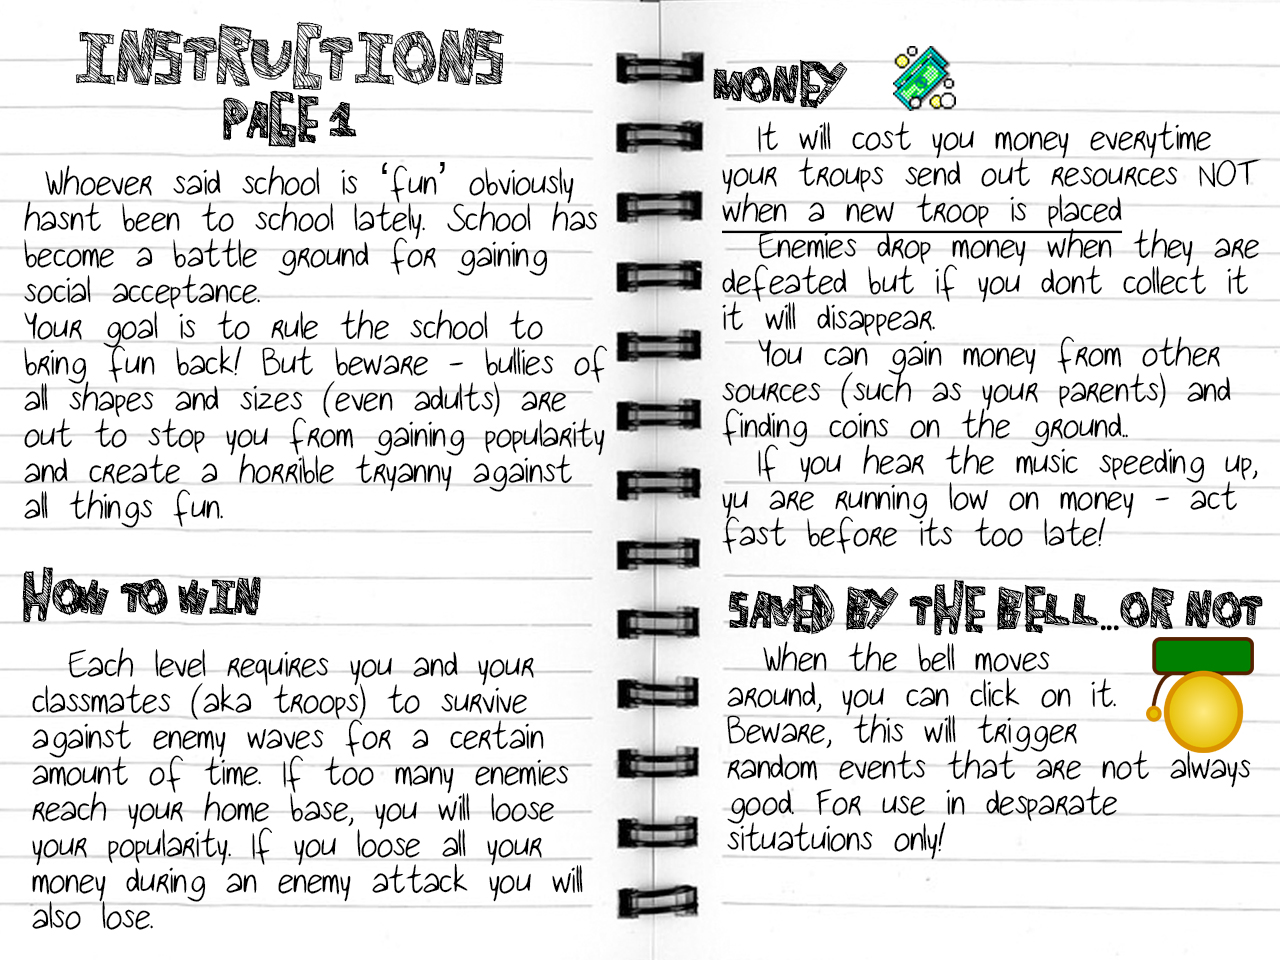 INSTRUCTIONS
PAGE 1
Whoever said school is ‘fun’ obviously
hasnt been to school lately. School has
become a battle ground for gaining
social acceptance.
Your goal is to rule the school to
bring fun back! But beware - bullies of
all shapes and sizes (even adults) are
out to stop you from gaining popularity
and create a horrible tryanny against
all things fun.
HOW TO WIN
Each level requires you and your
classmates (aka troops) to survive
against enemy waves for a certain
amount of time. If too many enemies
reach your home base, you will loose
your popularity. If you loose all your
money during an enemy attack you will
also lose.
MONEY
It will cost you money everytime
your troups send out resources NOT
when a new troop is placed
Enemies drop money when they are
defeated but if you dont collect it
it will disappear.
You can gain money from other
sources (such as your parents) and
finding coins on the ground..
If you hear the music speeding up,
yu are running low on money - act
fast before its too late!
SAVED BY THE BELL...OR NOT
When the bell moves
around, you can click on it.
Beware, this will trigger
random events that are not always
good. For use in desparate
situatuions only!